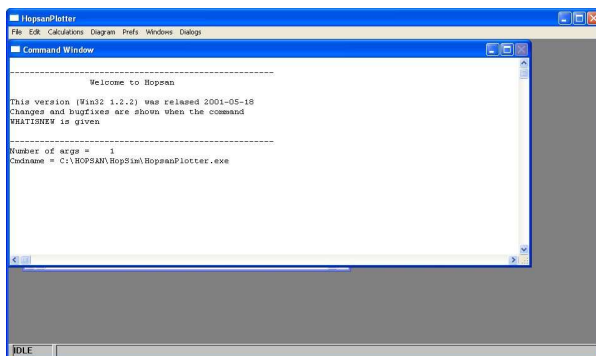 HopsanPlotter
File Edit Calculations Diagram Prefs Windows Dialogs
Command Window
------------------------------------------------------
Welcome to Hopsan
This version (Win32 1.2.2) was relased 2001-05-18
Changes and bugfixes are shown when the command
WHATISNEW is given
------------------------------------------------------
Number of args = 1
Cmdname = C:\HOPSAN\HopSim\HopsanPlotter.exe
IDLE